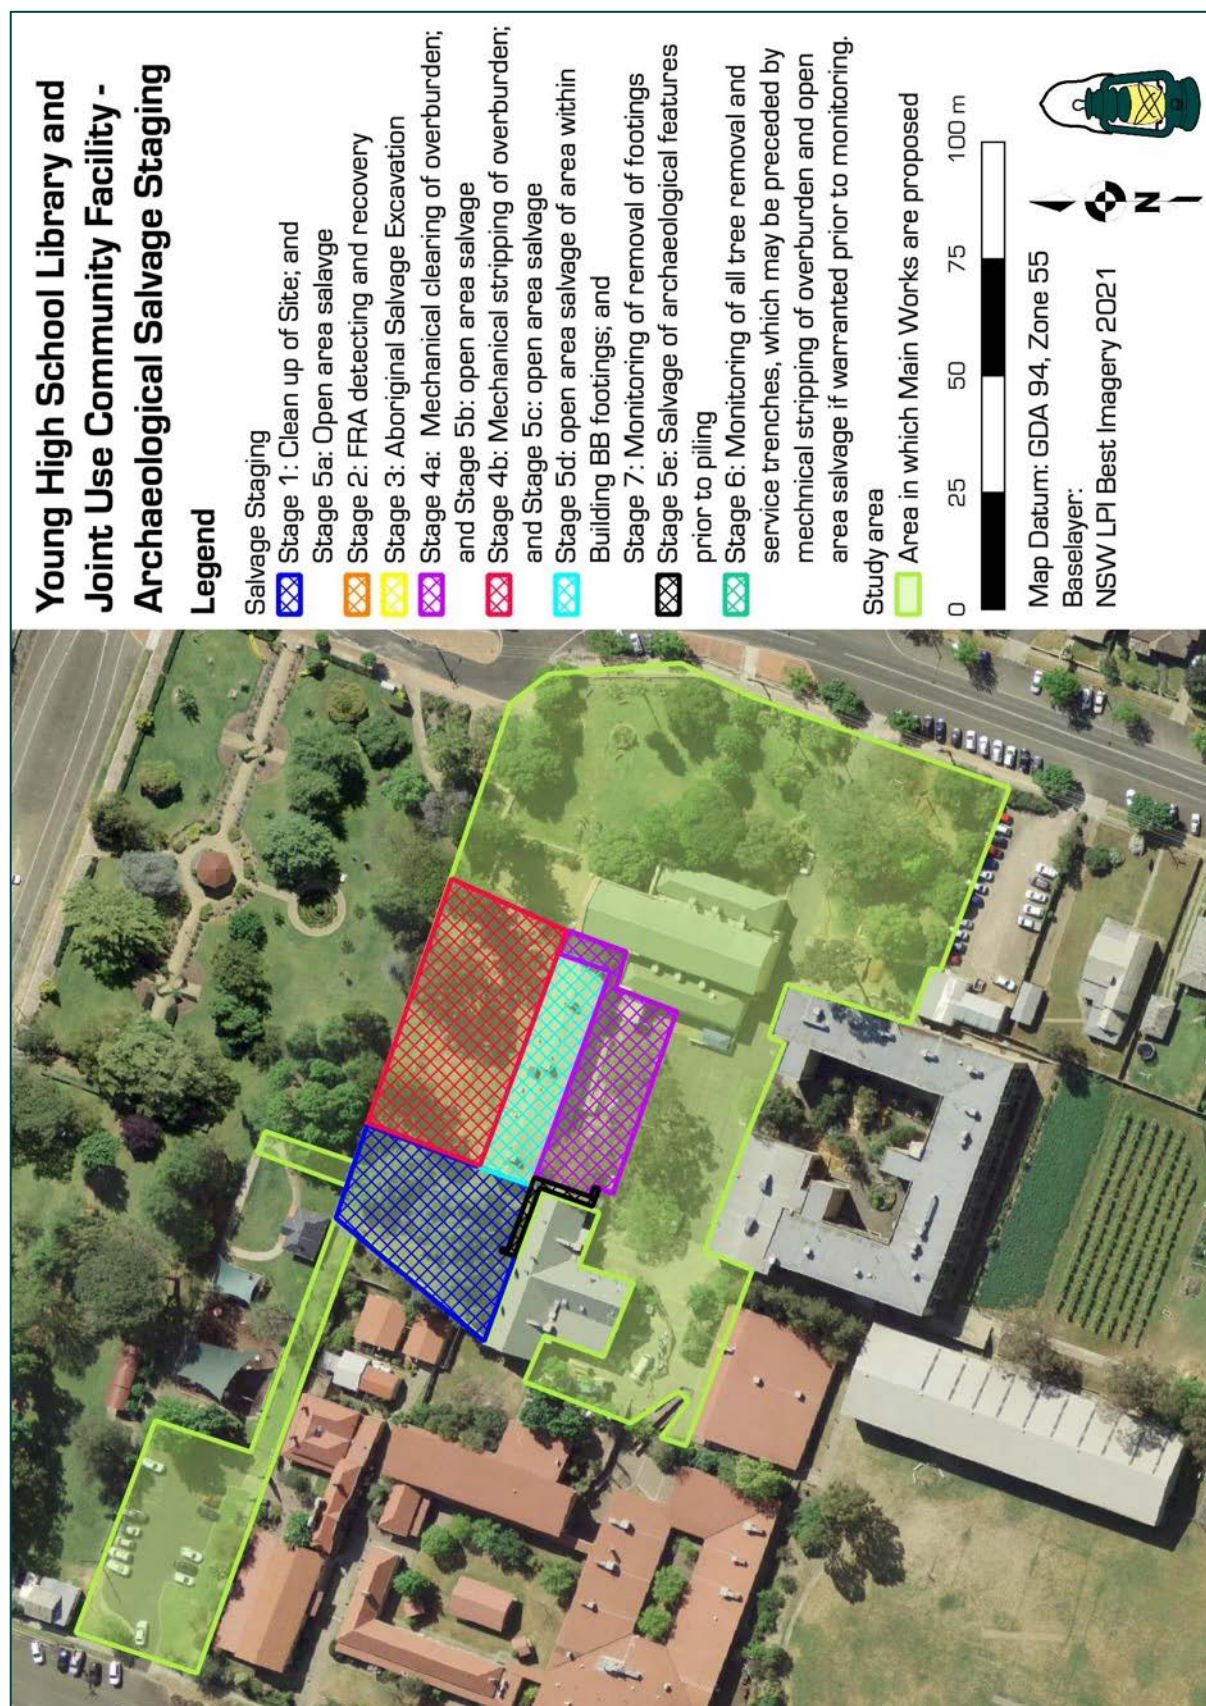 Young High School Library and
Joint Use Community Facility -
Archaeological Salvage Staging
Legend
Salvage Staging
Stage 1: Clean up of Site; and
Stage 5a: Open area salavge
Stage 2: FRA detecting and recovery
Stage 3: Aboriginal Salvage Excavation
Stage 4a: Mechanical clearing of overburden;
and Stage 5b: open area salvage
Stage 4b: Mechanical stripping of overburden;
and Stage 5c: open area salvage
Stage 5d: open area salvage of area within
Building BB footings; and
Stage 7: Monitoring of removal of footings
Stage 5e: Salvage of archaeological features
prior to piling
Stage 6: Monitoring of all tree removal and
service trenches, which may be preceded by
mechnical stripping of overburden and open
area salvage if warranted prior to monitoring.
Study area
Area in which Main Works are proposed
0 25 50 75 100 m
Map Datum: GDA 94, Zone 55
Baselayer:
NSW LPI Best Imagery 2021
N